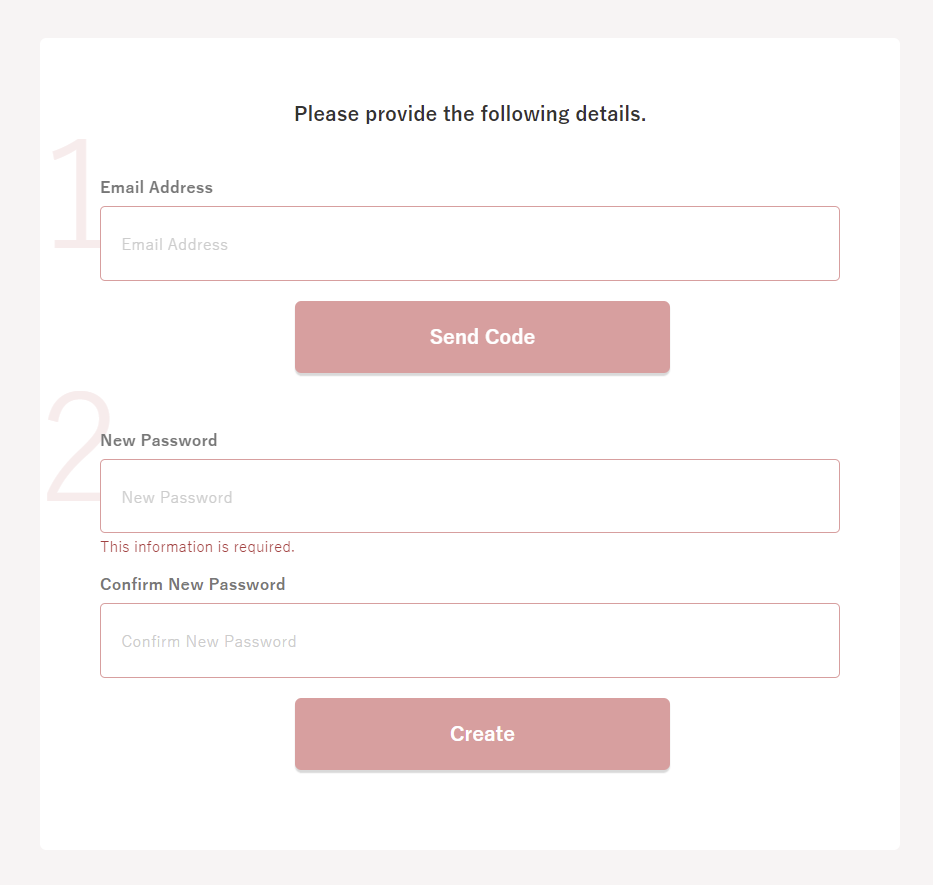 Please provide the following details.
1
Email Address
Email Address
Send Code
2
New Password
New Password
This information is required.
Confirm New Password
Confirm New Password
Create